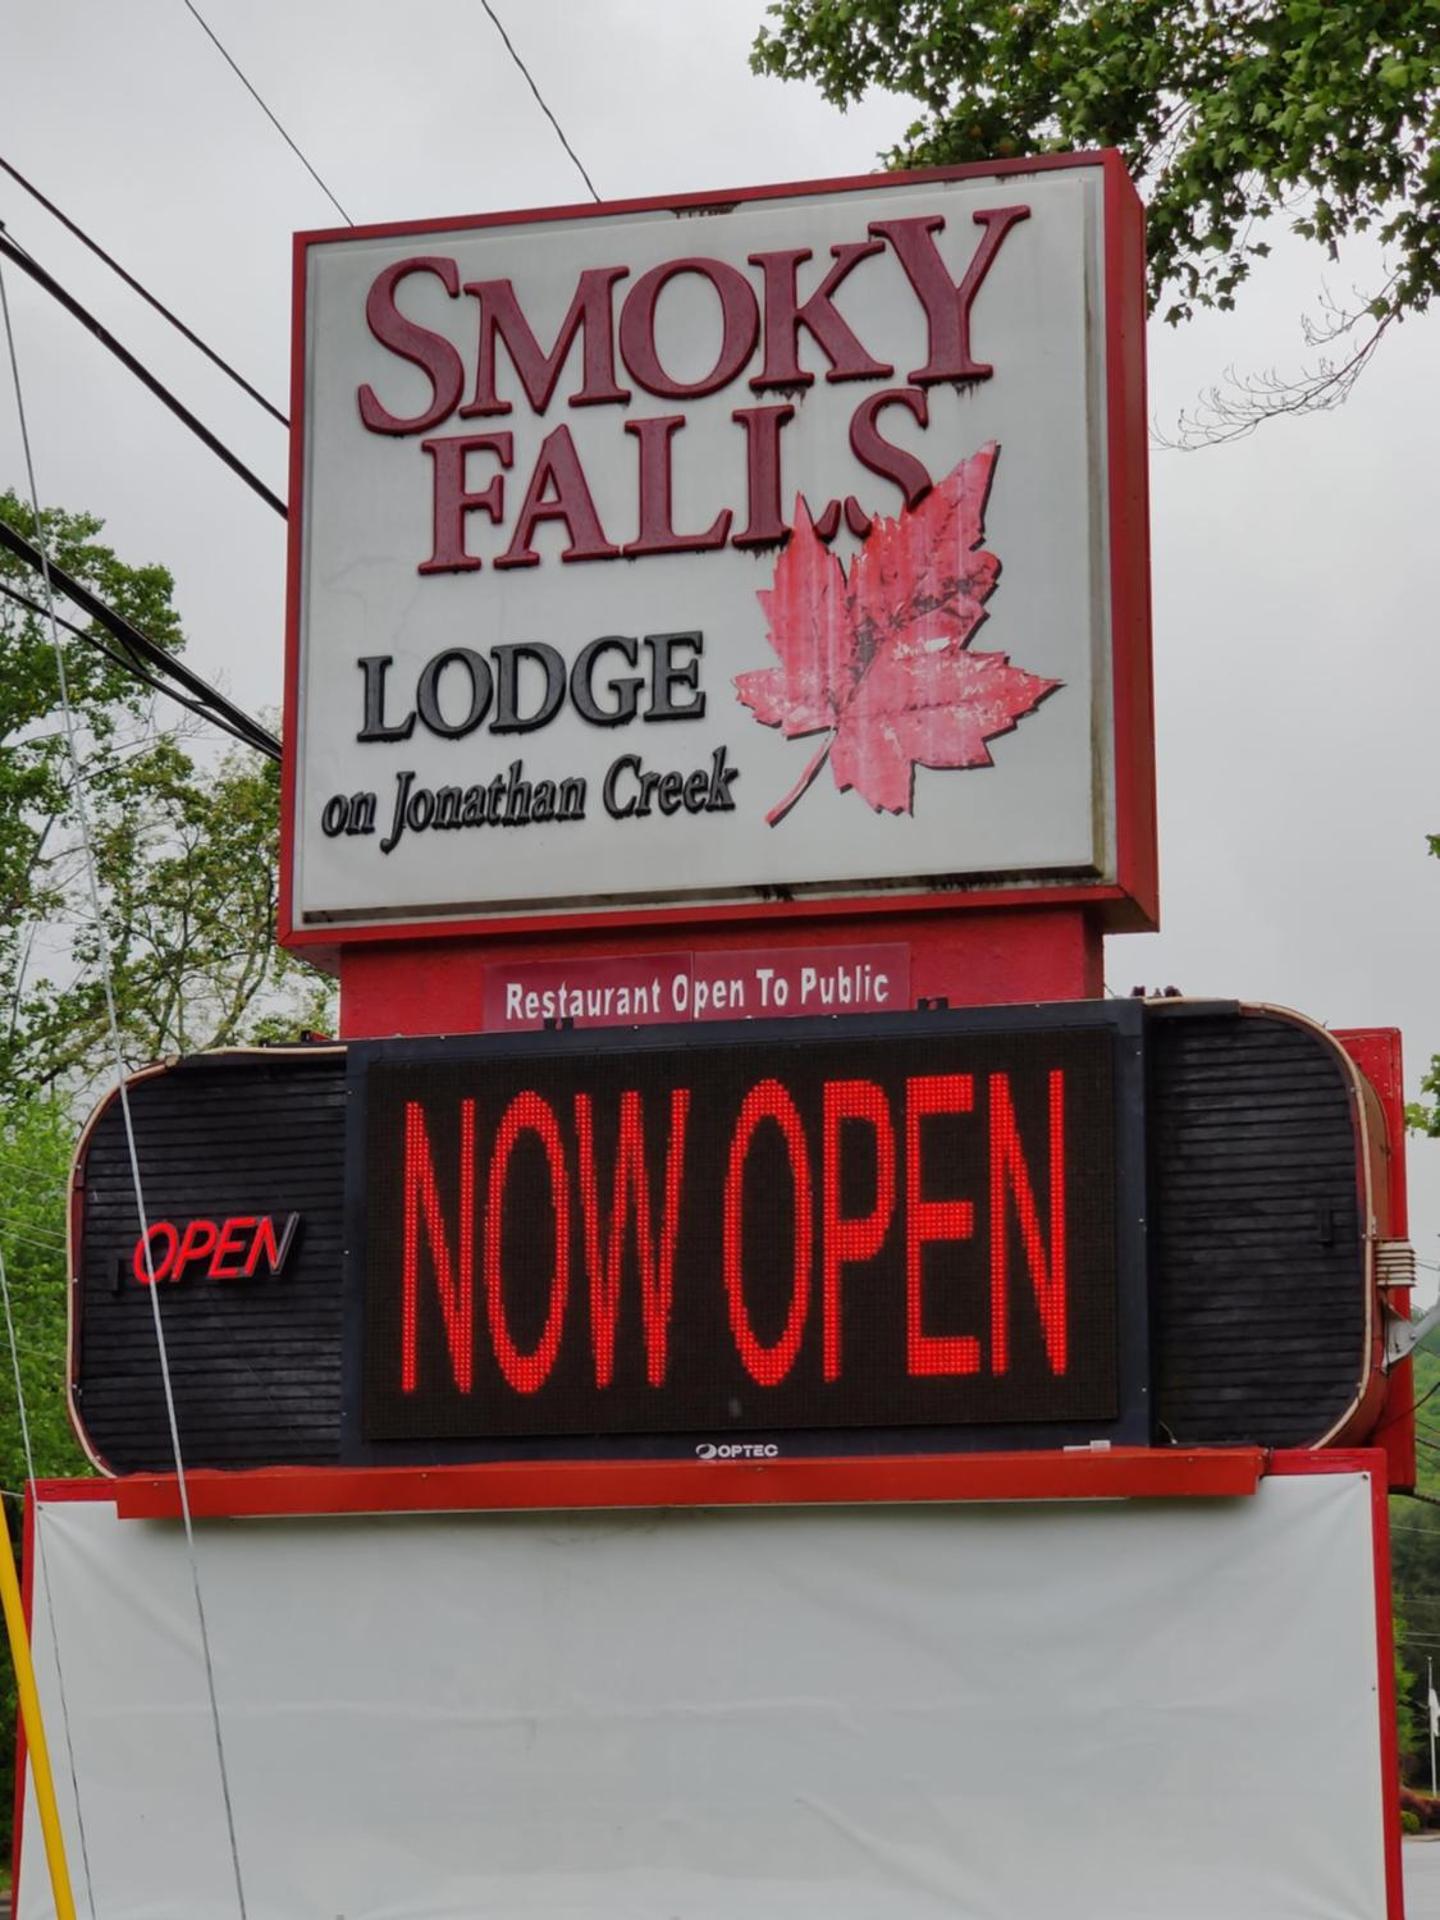 SMOKY
FALLS
LODGE
on Jonathan Creek
Restaurant Open To Public
NOW OPEN
OPEN
OPTEC